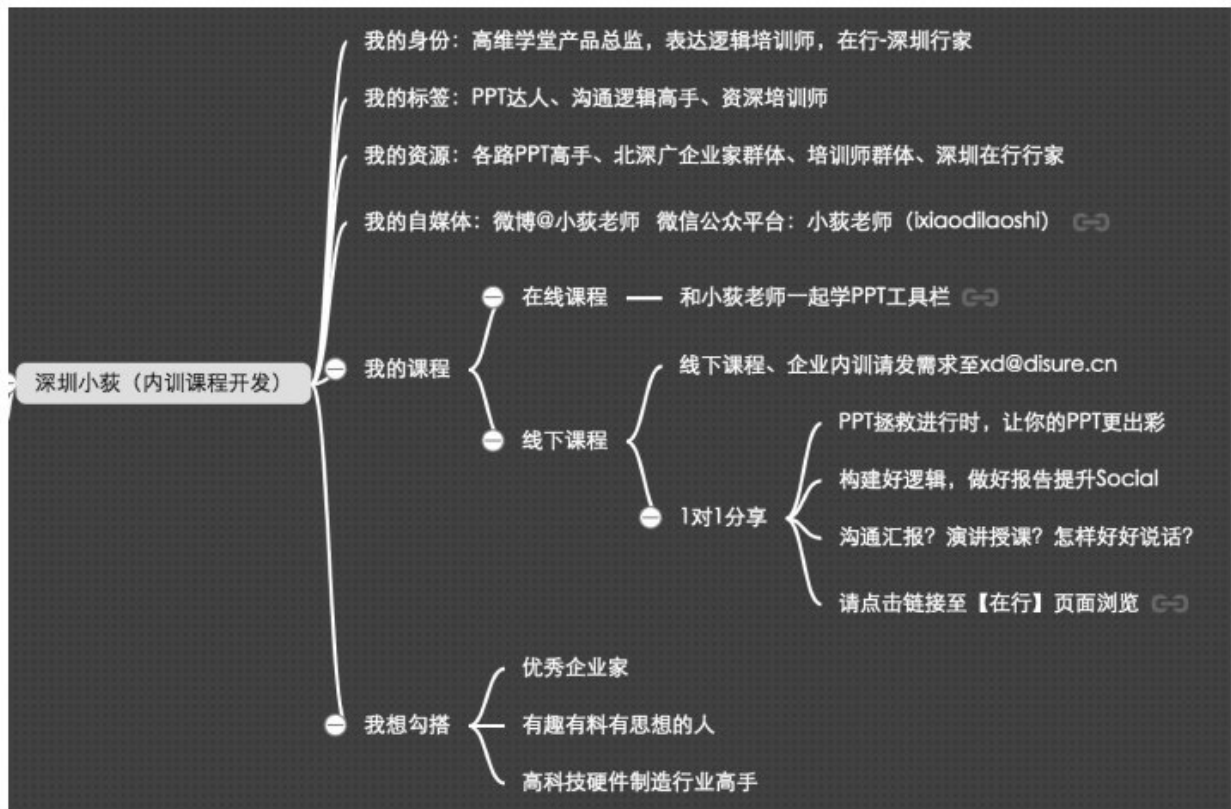 我的身份：高维学堂产品总监，表达逻辑培训师，在行-深圳行家
我的标签：PPT达人、沟通逻辑高手、资深培训师
我的资源：各路PPT高手、北深广企业家群体、培训师群体、深圳在行行家
我的自媒体：微博@小荻老师 微信公众平台：小荻老师（ixiaodilaoshi）
深圳小荻（内训课程开发）
我的课程
在线课程
和小荻老师一起学PPT工具栏
线下课程
线下课程、企业内训请发需求至xd@disure.cn
1对1分享
PPT拯救进行时，让你的PPT更出彩
构建好逻辑，做好报告提升Social
沟通汇报？演讲授课？怎样好好说话？
请点击链接至【在行】页面浏览
我想勾搭
优秀企业家
有趣有料有思想的人
高科技硬件制造行业高手